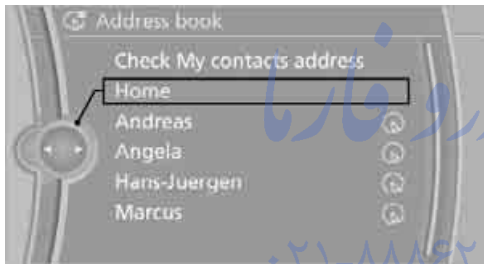 Address book
Check My contacts address
Home
Andreas
Angela
Hans-Juergen
Marcus